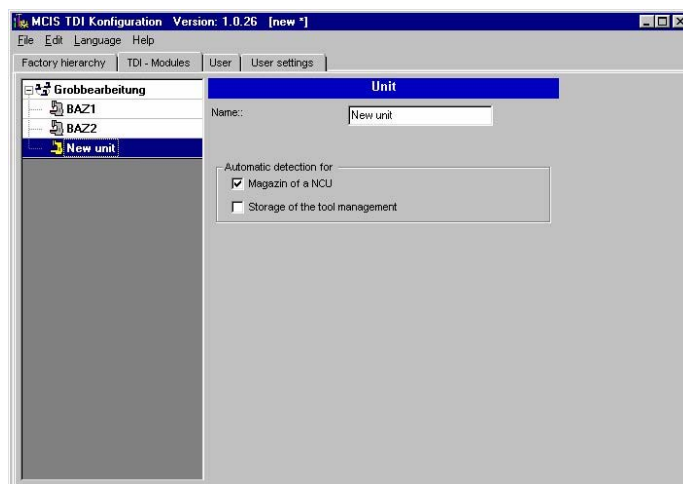 MCIS TDI Konfiguration Version: 1.0.26 [new *]
File Edit Language Help
Factory hierarchy TDI - Modules User User settings
Grobbearbeitung
BAZ1
BAZ2
New unit
Unit
Name:: New unit
Automatic detection for
Magazin of a NCU
Storage of the tool management